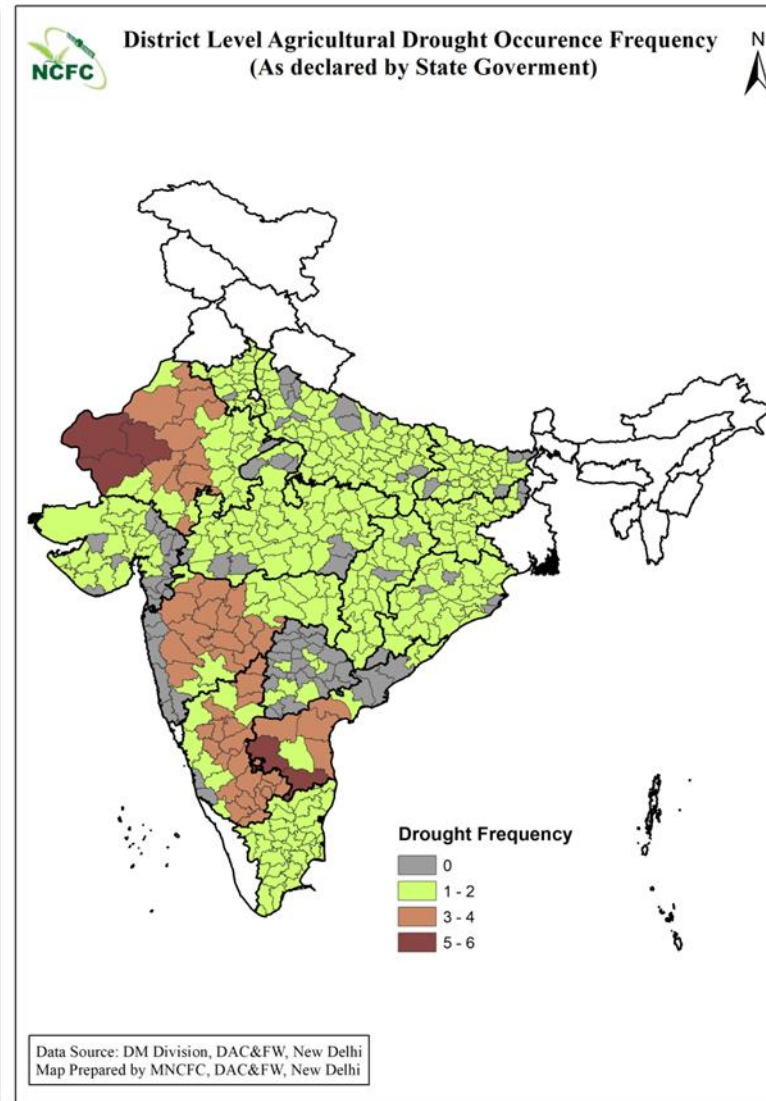 NCFC
District Level Agricultural Drought Occurence Frequency
(As declared by State Goverment)
N
Drought Frequency
0
1 - 2
3 - 4
5 - 6
Data Source: DM Division, DAC&FW, New Delhi
Map Prepared by MNCFC, DAC&FW, New Delhi